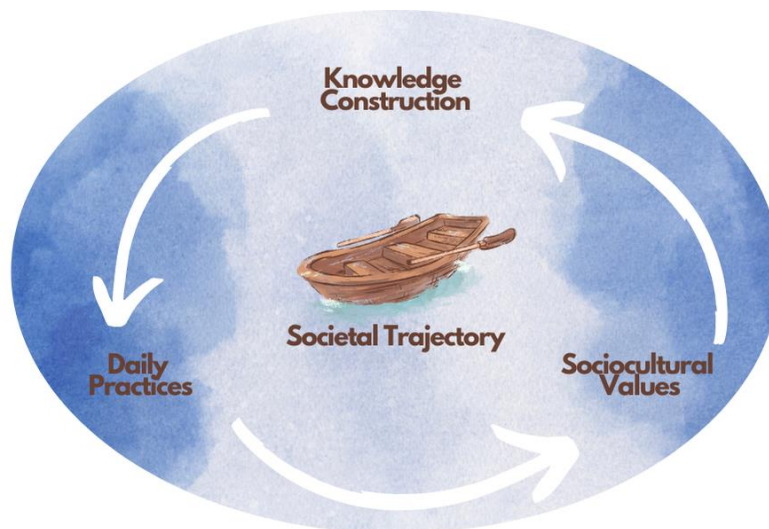 Knowledge
Construction
Societal Trajectory
Daily
Practices
Sociocultural
Values